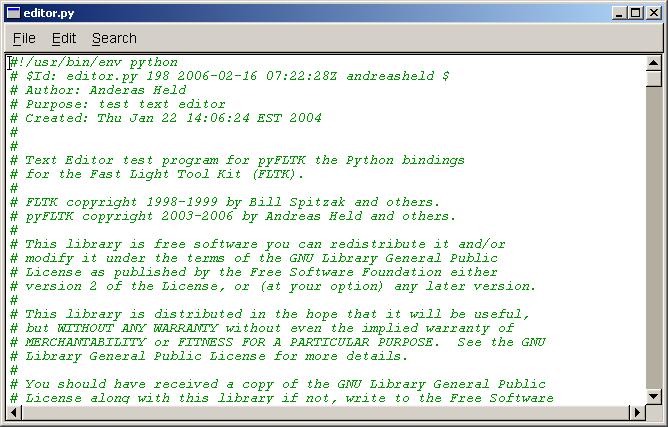 editor.py
File Edit Search
#!/usr/bin/env python
# $Id: editor.py 198 2006-02-16 07:22:28Z andreasheld $
# Author: Anderas Held
# Purpose: test text editor
# Created: Thu Jan 22 14:06:24 EST 2004
#
#
# Text Editor test program for pyFLTK the Python bindings
# for the Fast Light Tool Kit (FLTK).
#
# FLTK copyright 1998-1999 by Bill Spitzak and others.
# pyFLTK copyright 2003-2006 by Andreas Held and others.
#
# This library is free software you can redistribute it and/or
# modify it under the terms of the GNU Library General Public
# License as published by the Free Software Foundation either
# version 2 of the License, or (at your option) any later version.
#
# This library is distributed in the hope that it will be useful,
# but WITHOUT ANY WARRANTY without even the implied warranty of
# MERCHANTABILITY or FITNESS FOR A PARTICULAR PURPOSE.  See the GNU
# Library General Public License for more details.
#
# You should have received a copy of the GNU Library General Public
# License along with this library if not, write to the Free Software